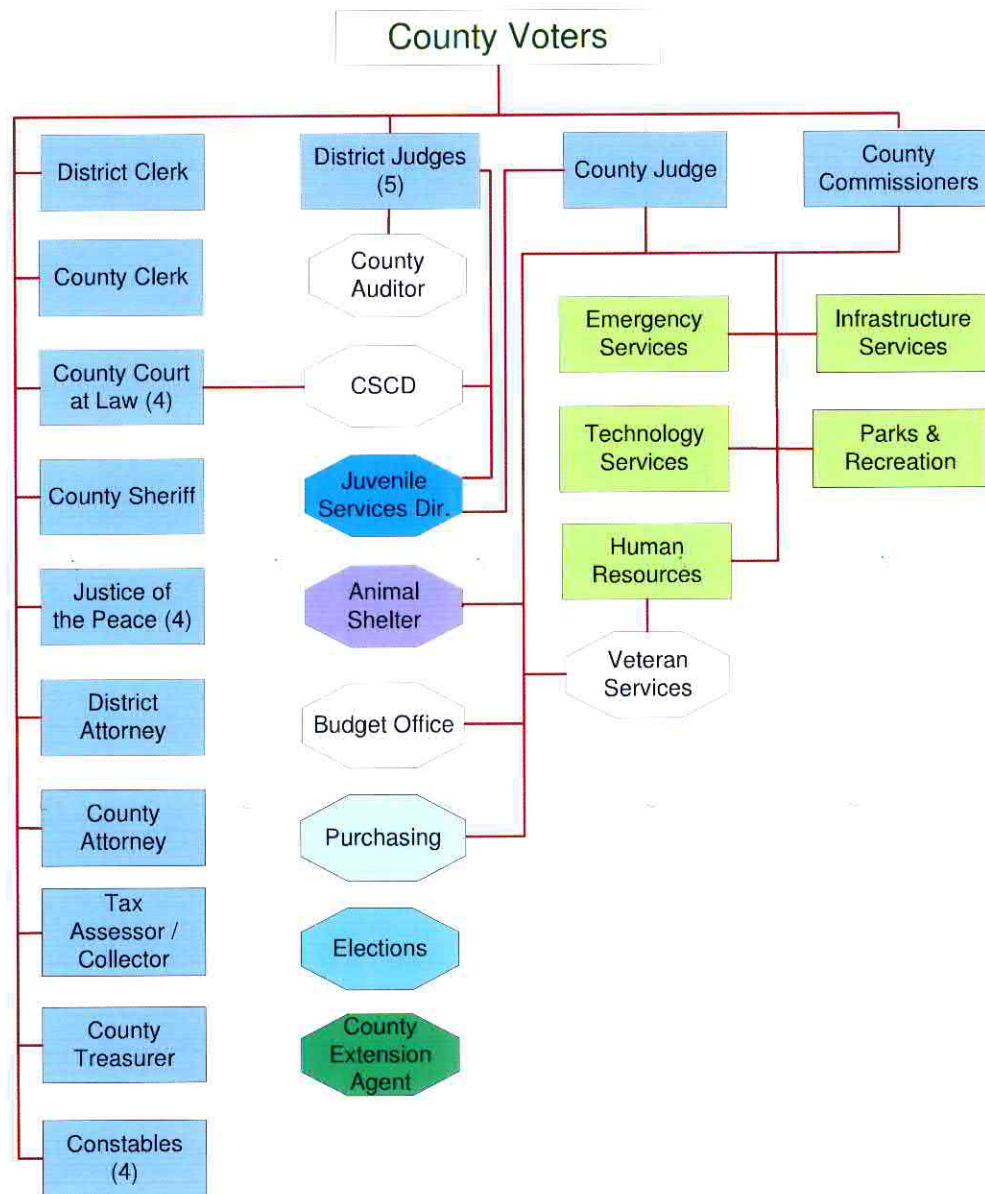 County Voters
District Clerk
County Clerk
County Court
at Law (4)
County Sheriff
Justice of
the Peace (4)
District
Attorney
County
Attorney
Tax
Assessor /
Collector
County
Treasurer
Constables
(4)
District Judges
(5)
County
Auditor
CSCD
Juvenile
Services Dir.
Animal
Shelter
Budget Office
Purchasing
Elections
County
Extension
Agent
County Judge
County
Commissioners
Emergency
Services
Infrastructure
Services
Technology
Services
Parks &
Recreation
Human
Resources
Veteran
Services